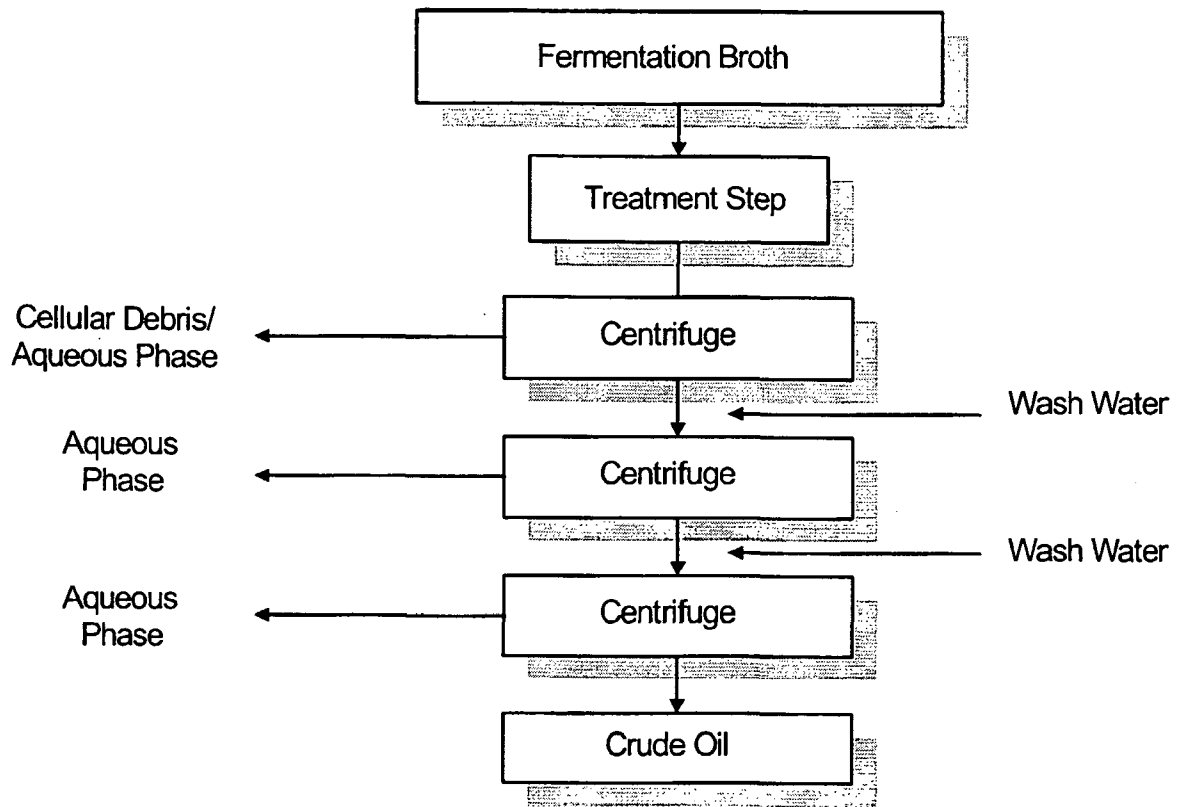 Fermentation Broth
Treatment Step
Cellular Debris/
Aqueous Phase
Centrifuge
Wash Water
Aqueous
Phase
Centrifuge
Wash Water
Aqueous
Phase
Centrifuge
Crude Oil